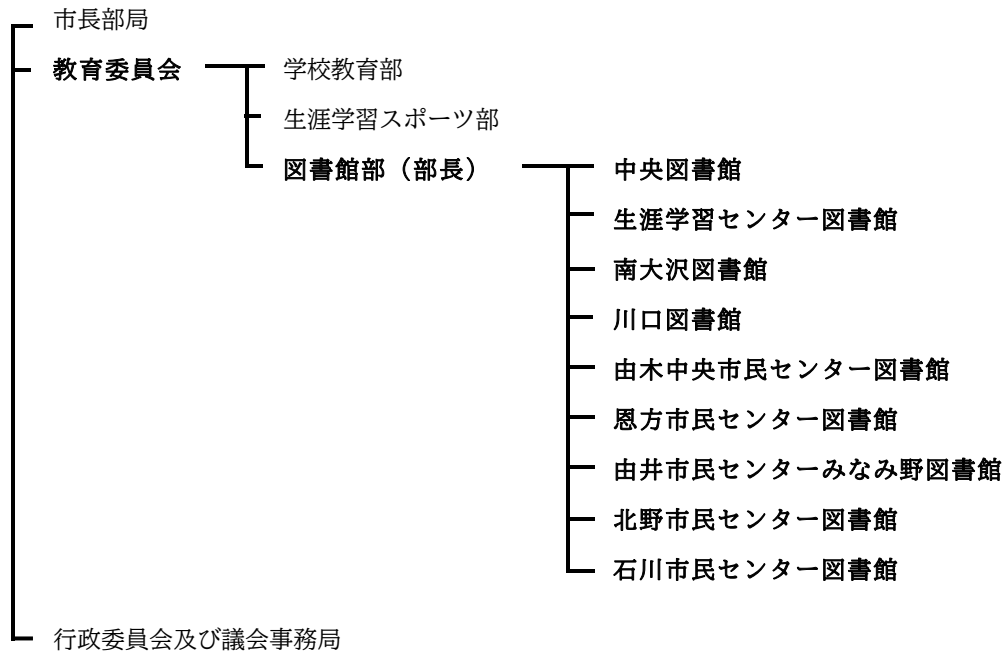 市長部局
教育委員会
学校教育部
生涯学習スポーツ部
図書館部（部長）
中央図書館
生涯学習センター図書館
南大沢図書館
川口図書館
由木中央市民センター図書館
恩方市民センター図書館
由井市民センターみなみ野図書館
北野市民センター図書館
石川市民センター図書館
行政委員会及び議会事務局